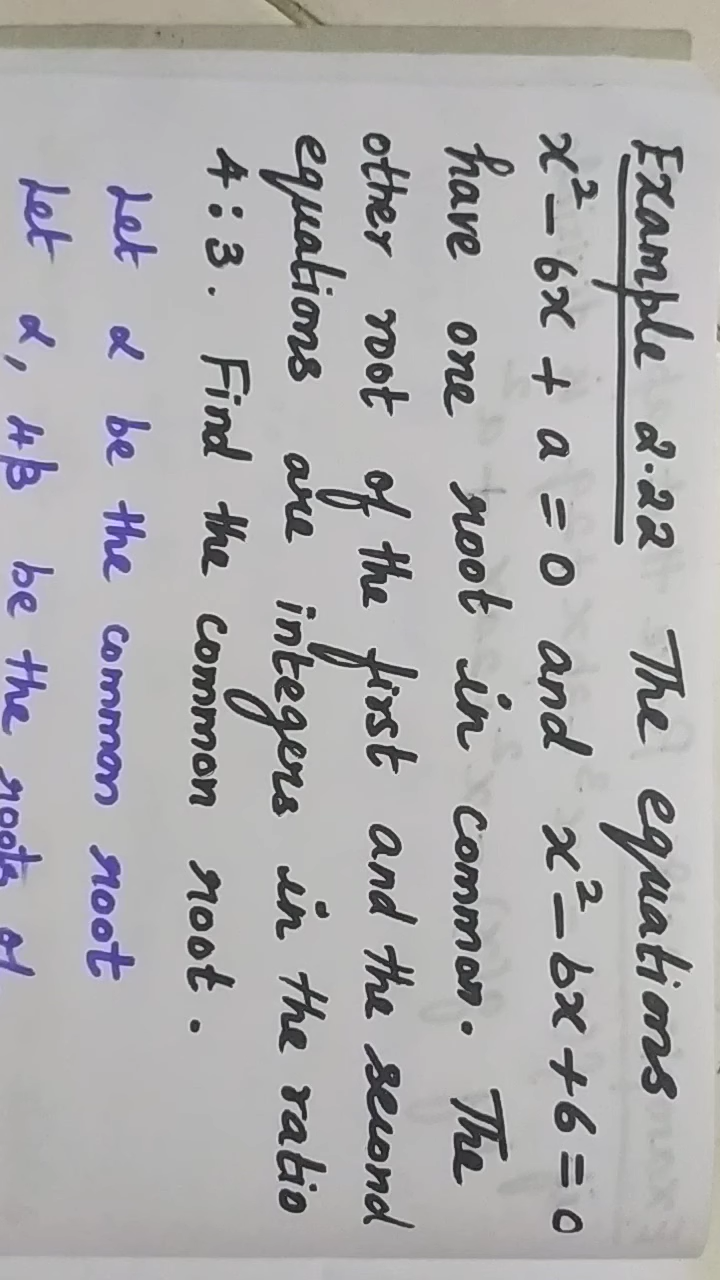 Example 2.22 The equations
x² - 6x + a = 0 and x² - bx + 6 = 0
have one root in common. The
other root of the first and the second
equations are integers in the ratio
4 : 3. Find the common root.
Let α be the common root
Let α, 4β be the roots of